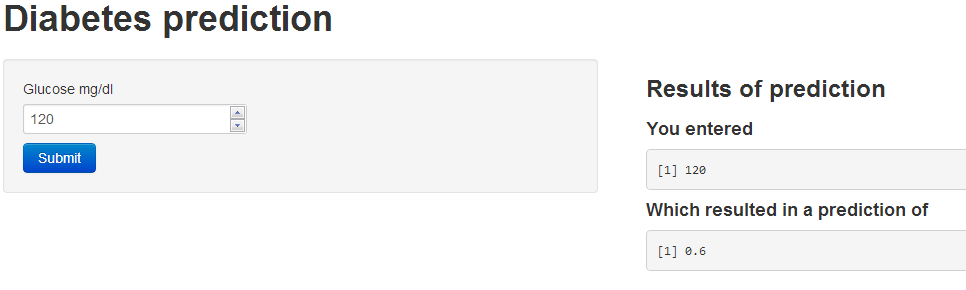 Diabetes prediction
Glucose mg/dl
120
Submit
Results of prediction
You entered
[1] 120
Which resulted in a prediction of
[1] 0.6